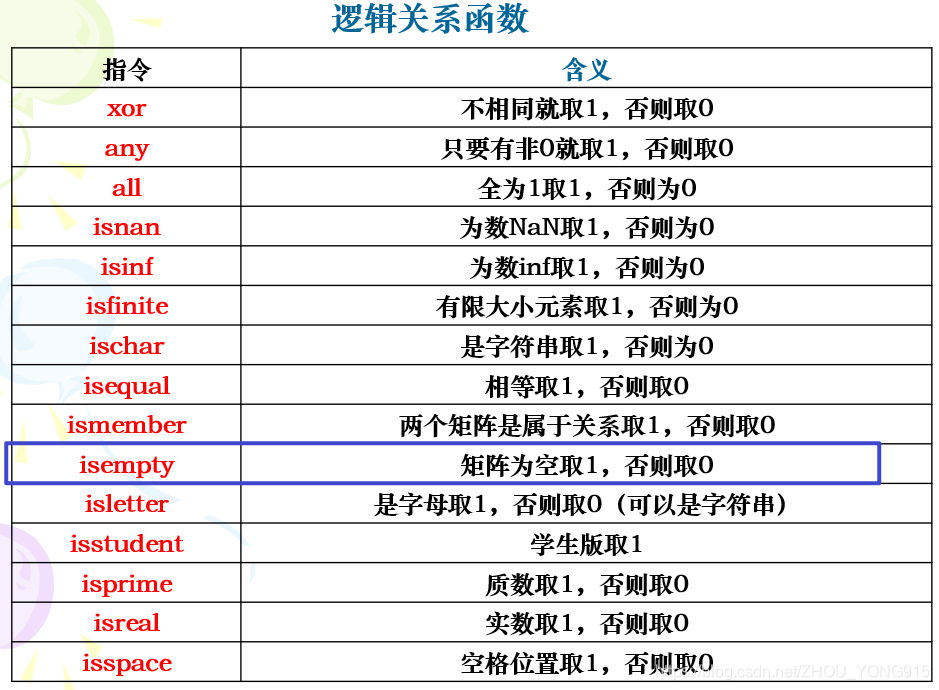 逻辑关系函数
指令 含义
xor 不相同就取1，否则取0
any 只要有非0就取1，否则取0
all 全为1取1，否则为0
isnan 为数NaN取1，否则为0
isinf 为数inf取1，否则为0
isfinite 有限大小元素取1，否则为0
ischar 是字符串取1，否则为0
isequal 相等取1，否则取0
ismember 两个矩阵是属于关系取1，否则取0
isempty 矩阵为空取1，否则取0
isletter 是字母取1，否则取0（可以是字符串）
isstudent 学生版取1
isprime 质数取1，否则取0
isreal 实数取1，否则取0
isspace 空格位置取1，否则取0
https://blog.csdn.net/ZHOU_YONG915